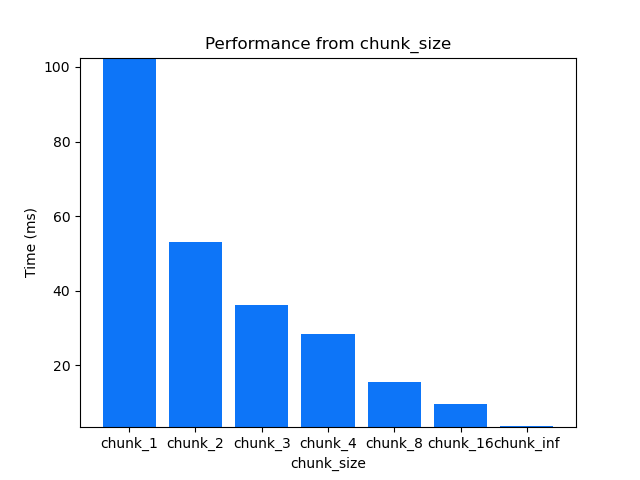 Performance from chunk_size
100
80
60
40
20
Time (ms)
chunk_1 chunk_2 chunk_3 chunk_4 chunk_8 chunk_16 chunk_inf
chunk_size